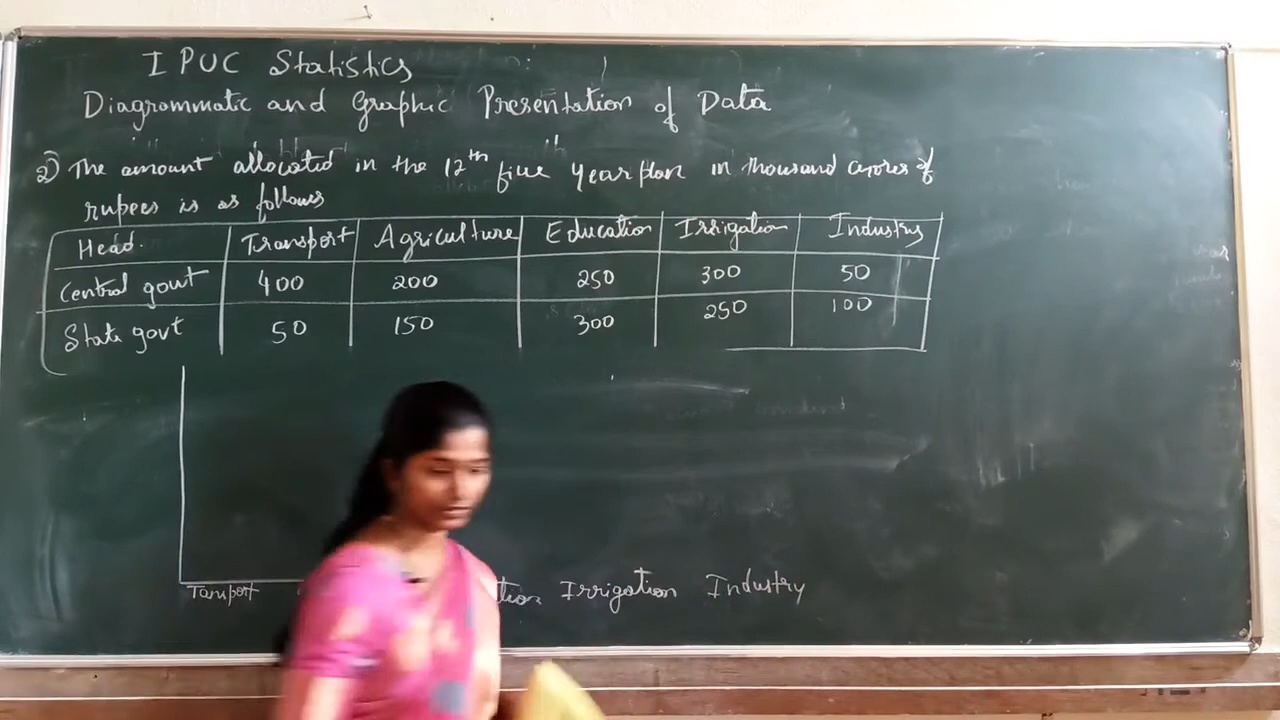 I PUC Statistics
Diagrammatic and Graphic Presentation of Data
2) The amount allocated in the 12th five year plan in thousand crores of
rupees is as follows
Head. Transport Agriculture Education Irrigation Industry
Central govt 400 200 250 300 50
State govt 50 150 300 250 100
Tansport tion Irrigation Industry